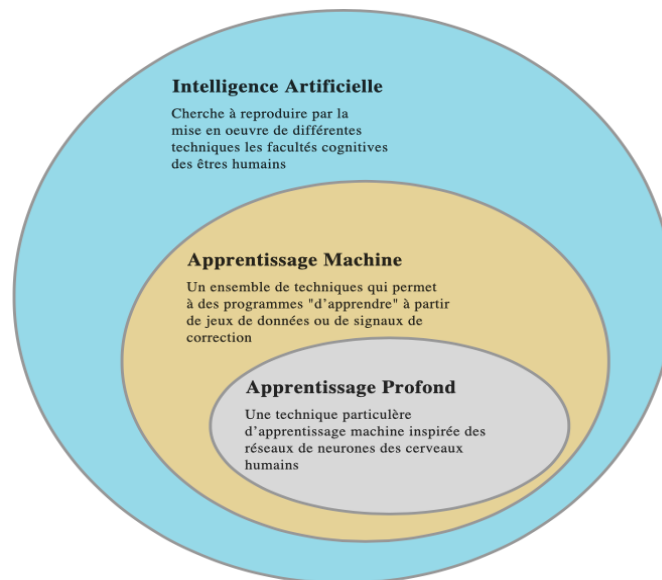 Intelligence Artificielle
Cherche à reproduire par la
mise en oeuvre de différentes
techniques les facultés cognitives
des êtres humains
Apprentissage Machine
Un ensemble de techniques qui permet
à des programmes "d'apprendre" à partir
de jeux de données ou de signaux de
correction
Apprentissage Profond
Une technique particulère
d'apprentissage machine inspirée des
réseaux de neurones des cerveaux
humains